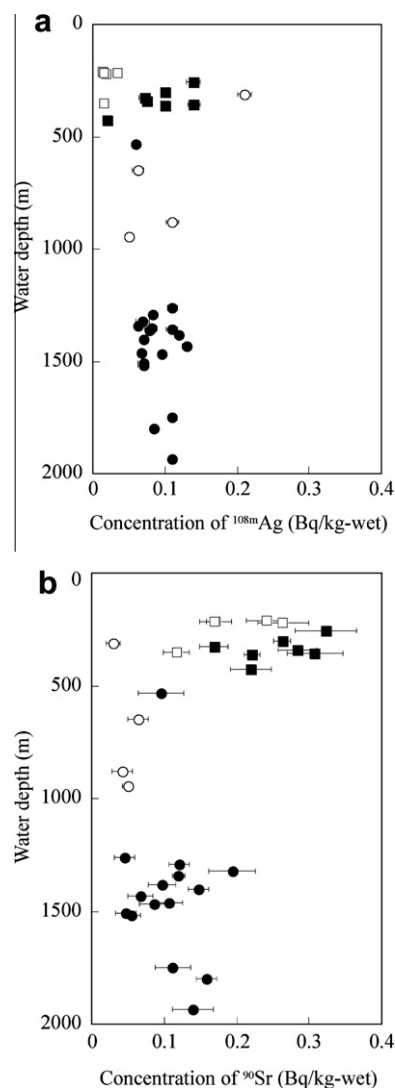 a
0
500
1000
1500
2000
Water depth (m)
0 0.1 0.2 0.3 0.4
Concentration of ¹⁰⁸ᵐAg (Bq/kg-wet)
b
0
500
1000
1500
2000
Water depth (m)
0 0.1 0.2 0.3 0.4
Concentration of ⁹⁰Sr (Bq/kg-wet)